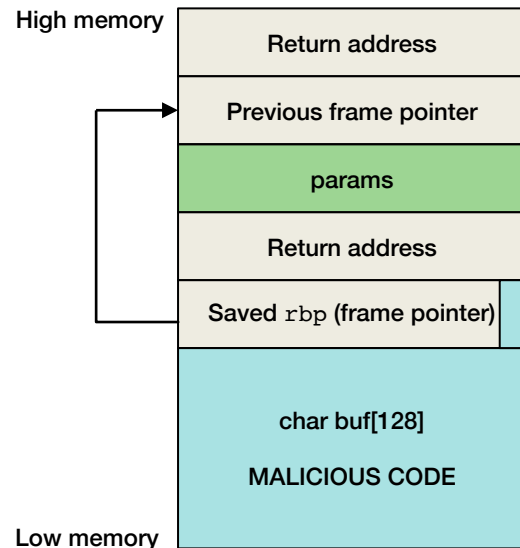 High memory
Return address
Previous frame pointer
params
Return address
Saved rbp (frame pointer)
char buf[128]
MALICIOUS CODE
Low memory